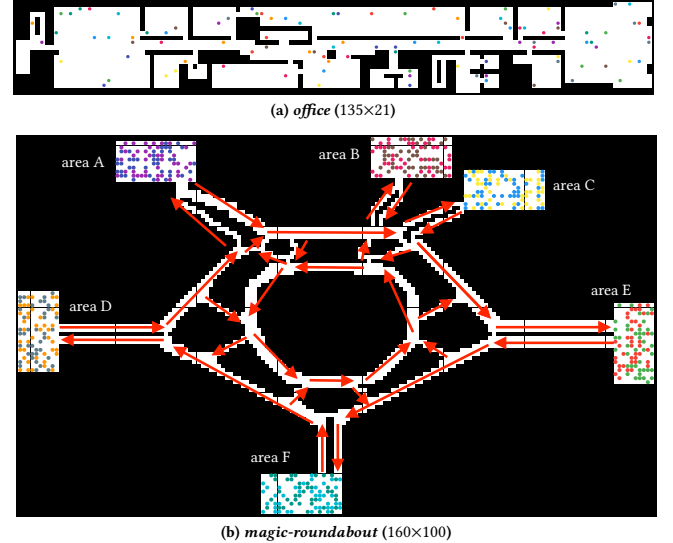 (a) office (135×21)
area A
area B
area C
area D
area E
area F
(b) magic-roundabout (160×100)